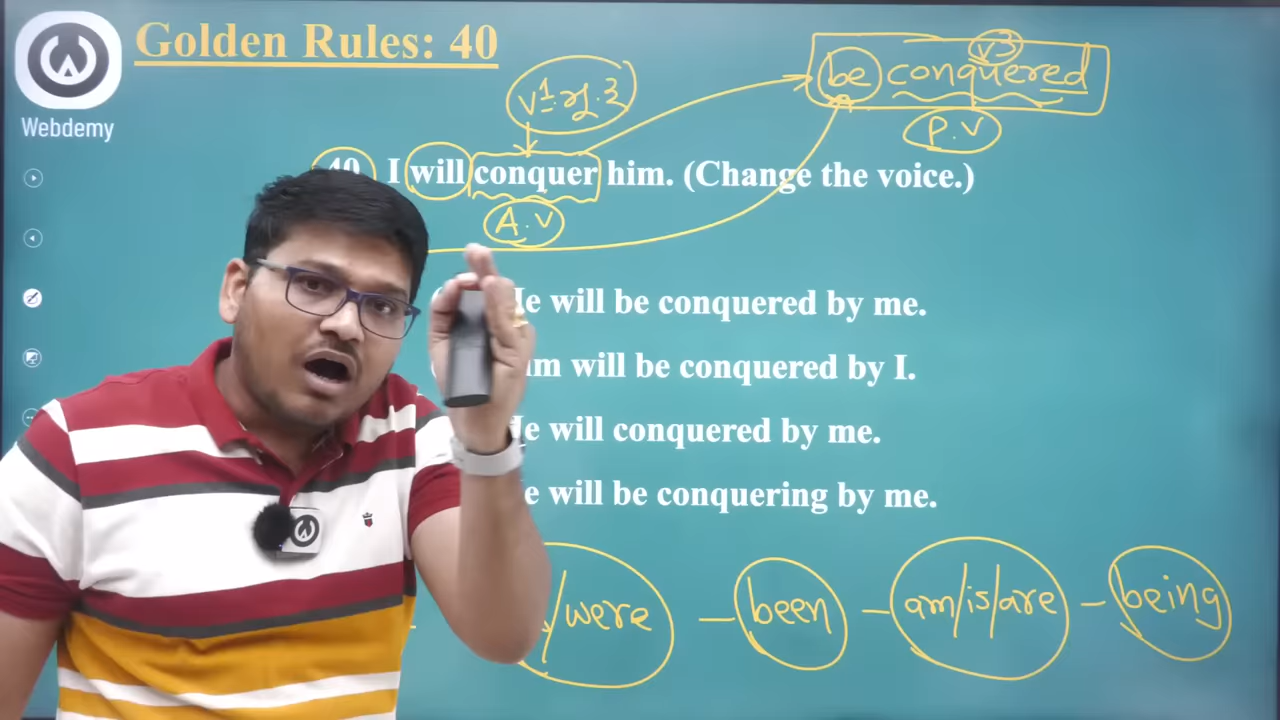 Golden Rules: 40
Webdemy
be conquered
v3
v1
P.V
40. I will conquer him. (Change the voice.)
A.V
He will be conquered by me.
will be conquered by I.
He will conquered by me.
He will be conquering by me.
/were – been – am/is/are – being